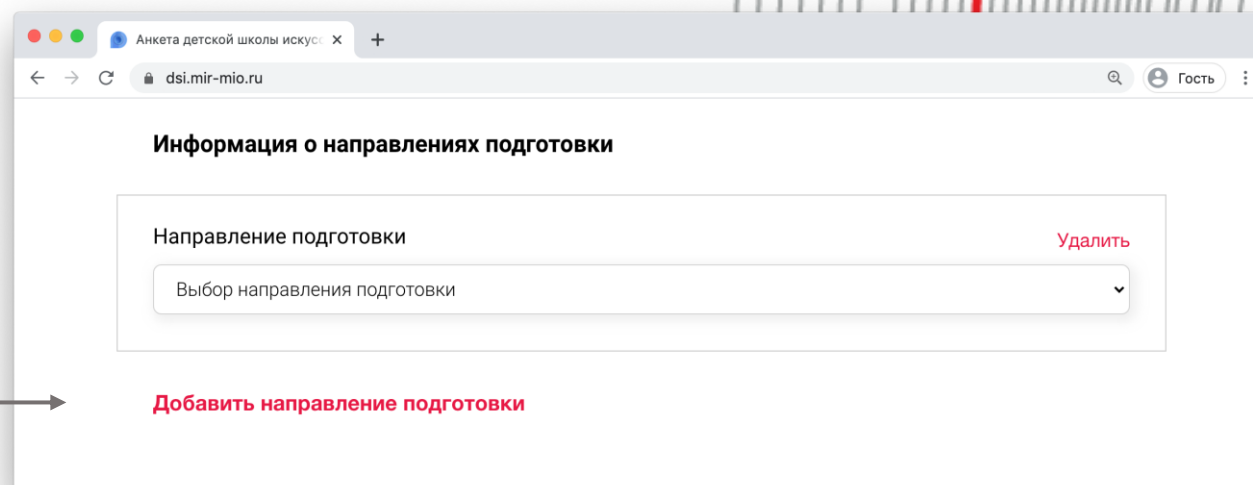 Анкета детской школы искусс
dsi.mir-mio.ru
Гость
Информация о направлениях подготовки
Направление подготовки
Удалить
Выбор направления подготовки
Добавить направление подготовки